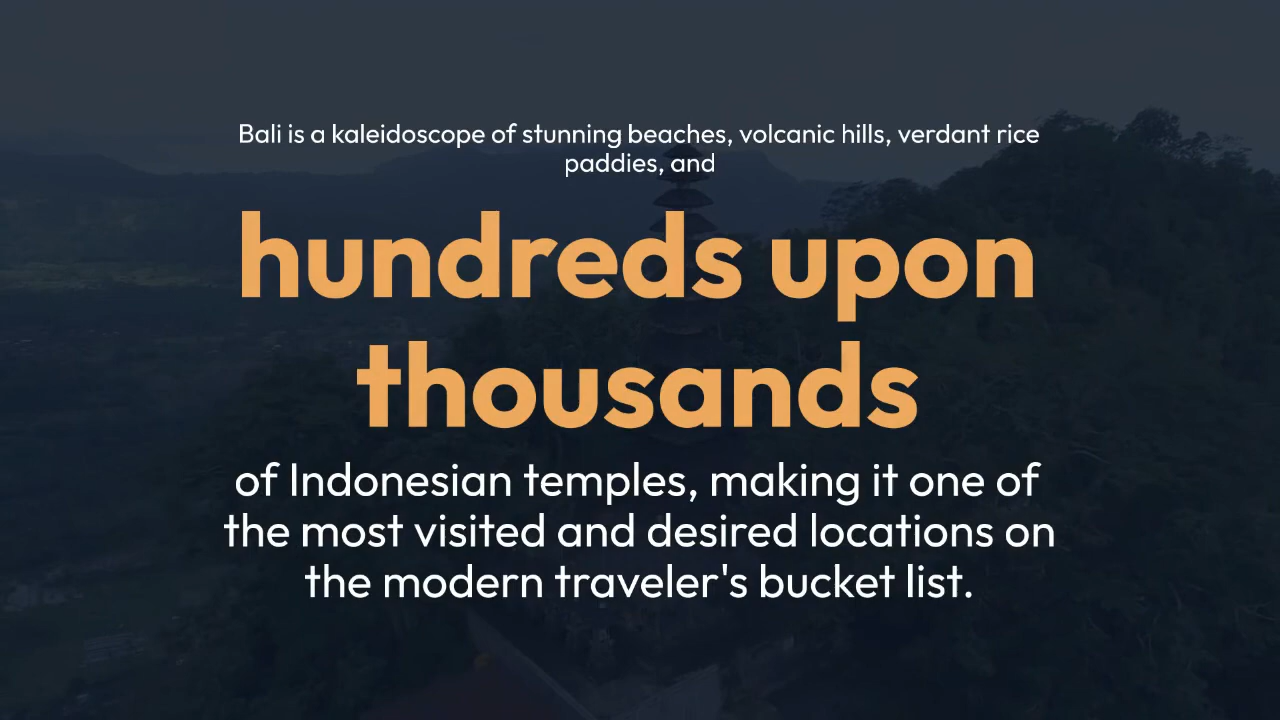 Bali is a kaleidoscope of stunning beaches, volcanic hills, verdant rice
paddies, and
hundreds upon
thousands
of Indonesian temples, making it one of
the most visited and desired locations on
the modern traveler's bucket list.